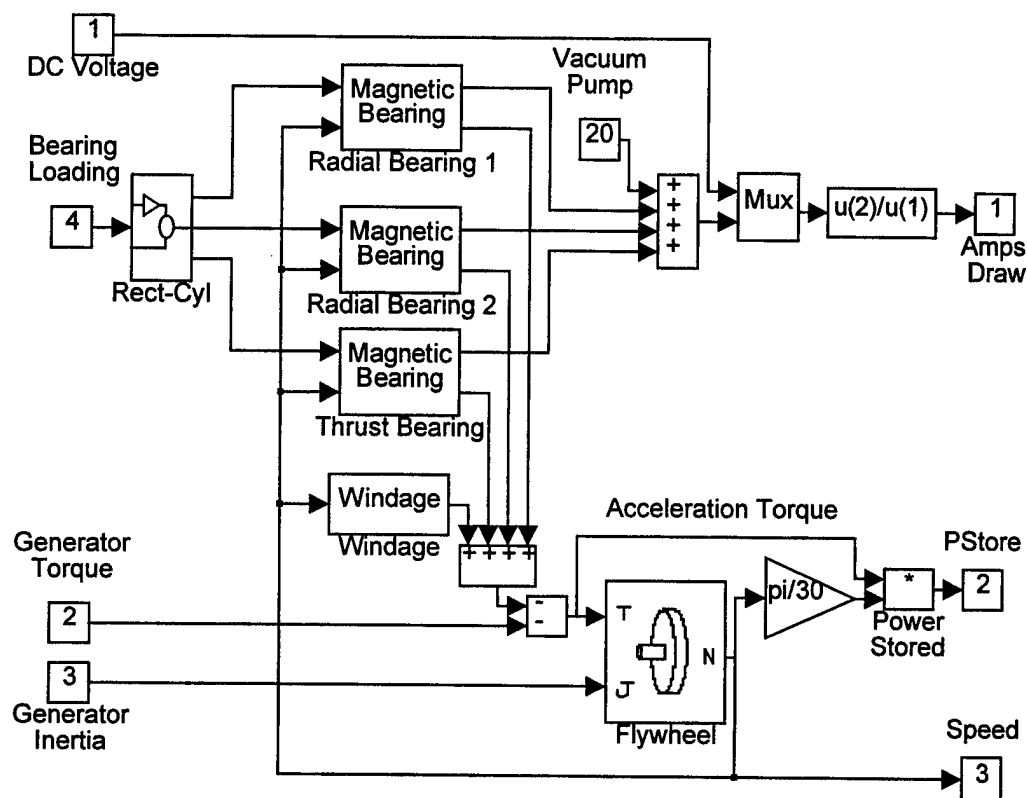 1
DC Voltage
Vacuum
Pump
20
Magnetic
Bearing
Radial Bearing 1
Bearing
Loading
4
Rect-Cyl
+
+
+
+
Mux
u(2)/u(1)
1
Amps
Draw
Magnetic
Bearing
Radial Bearing 2
Magnetic
Bearing
Thrust Bearing
Windage
Windage
+ + + +
Acceleration Torque
Generator
Torque
2
-
-
T
J
N
Flywheel
pi/30
*
Power
Stored
PStore
2
3
Generator
Inertia
Speed
3